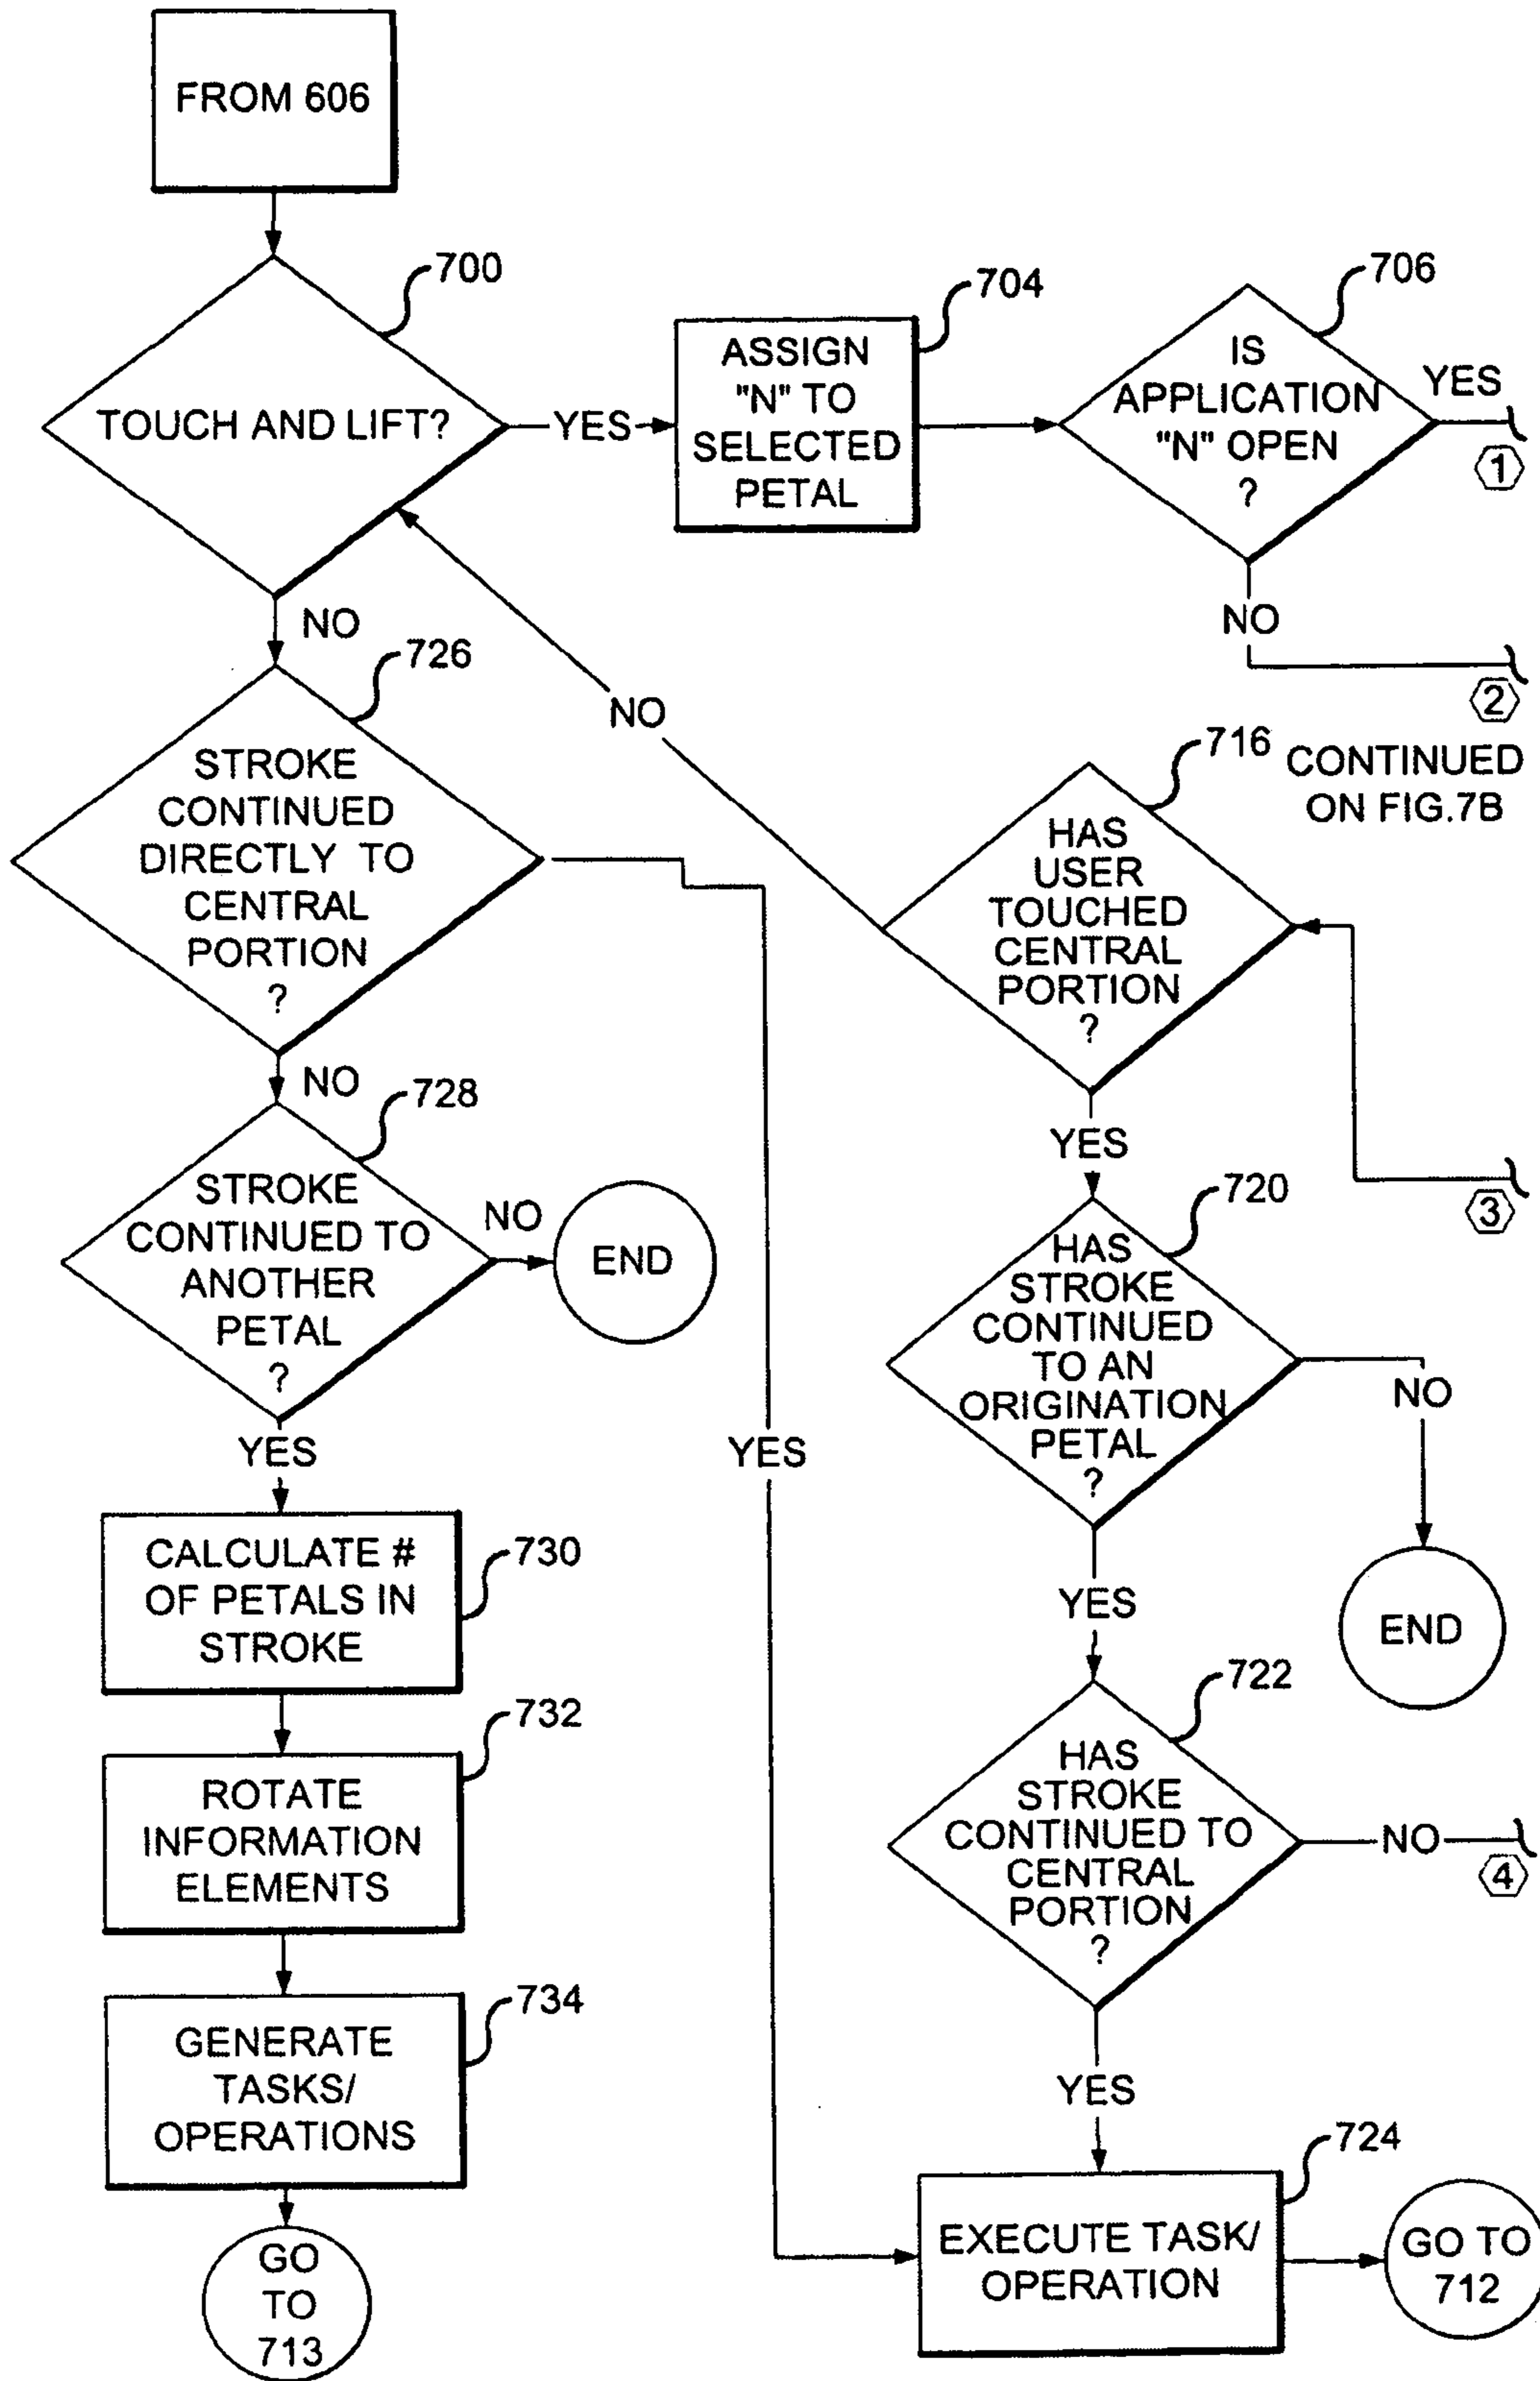 FROM 606
700
TOUCH AND LIFT?
YES
704
ASSIGN
"N" TO
SELECTED
PETAL
706
IS
APPLICATION
"N" OPEN
?
YES
1
NO
2
CONTINUED
ON FIG.7B
NO
726
STROKE
CONTINUED
DIRECTLY TO
CENTRAL
PORTION
?
NO
716
HAS
USER
TOUCHED
CENTRAL
PORTION
?
NO
YES
3
728
STROKE
CONTINUED TO
ANOTHER
PETAL
?
NO
END
YES
YES
720
HAS
STROKE
CONTINUED
TO AN
ORIGINATION
PETAL
?
NO
END
YES
730
CALCULATE #
OF PETALS IN
STROKE
722
HAS
STROKE
CONTINUED TO
CENTRAL
PORTION
?
NO
4
YES
732
ROTATE
INFORMATION
ELEMENTS
734
GENERATE
TASKS/
OPERATIONS
GO
TO
713
724
EXECUTE TASK/
OPERATION
GO TO
712